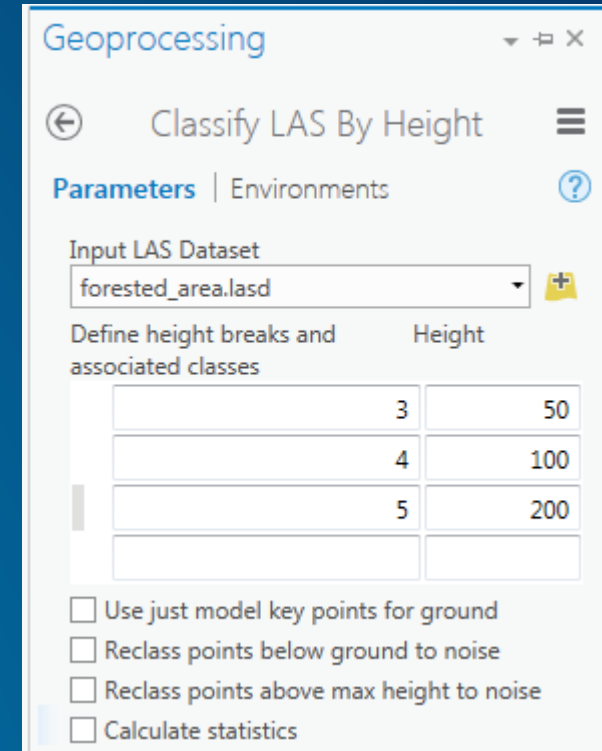 Geoprocessing
Classify LAS By Height
Parameters | Environments
?
Input LAS Dataset
forested_area.lasd
Define height breaks and Height
associated classes
3 50
4 100
5 200
Use just model key points for ground
Reclass points below ground to noise
Reclass points above max height to noise
Calculate statistics